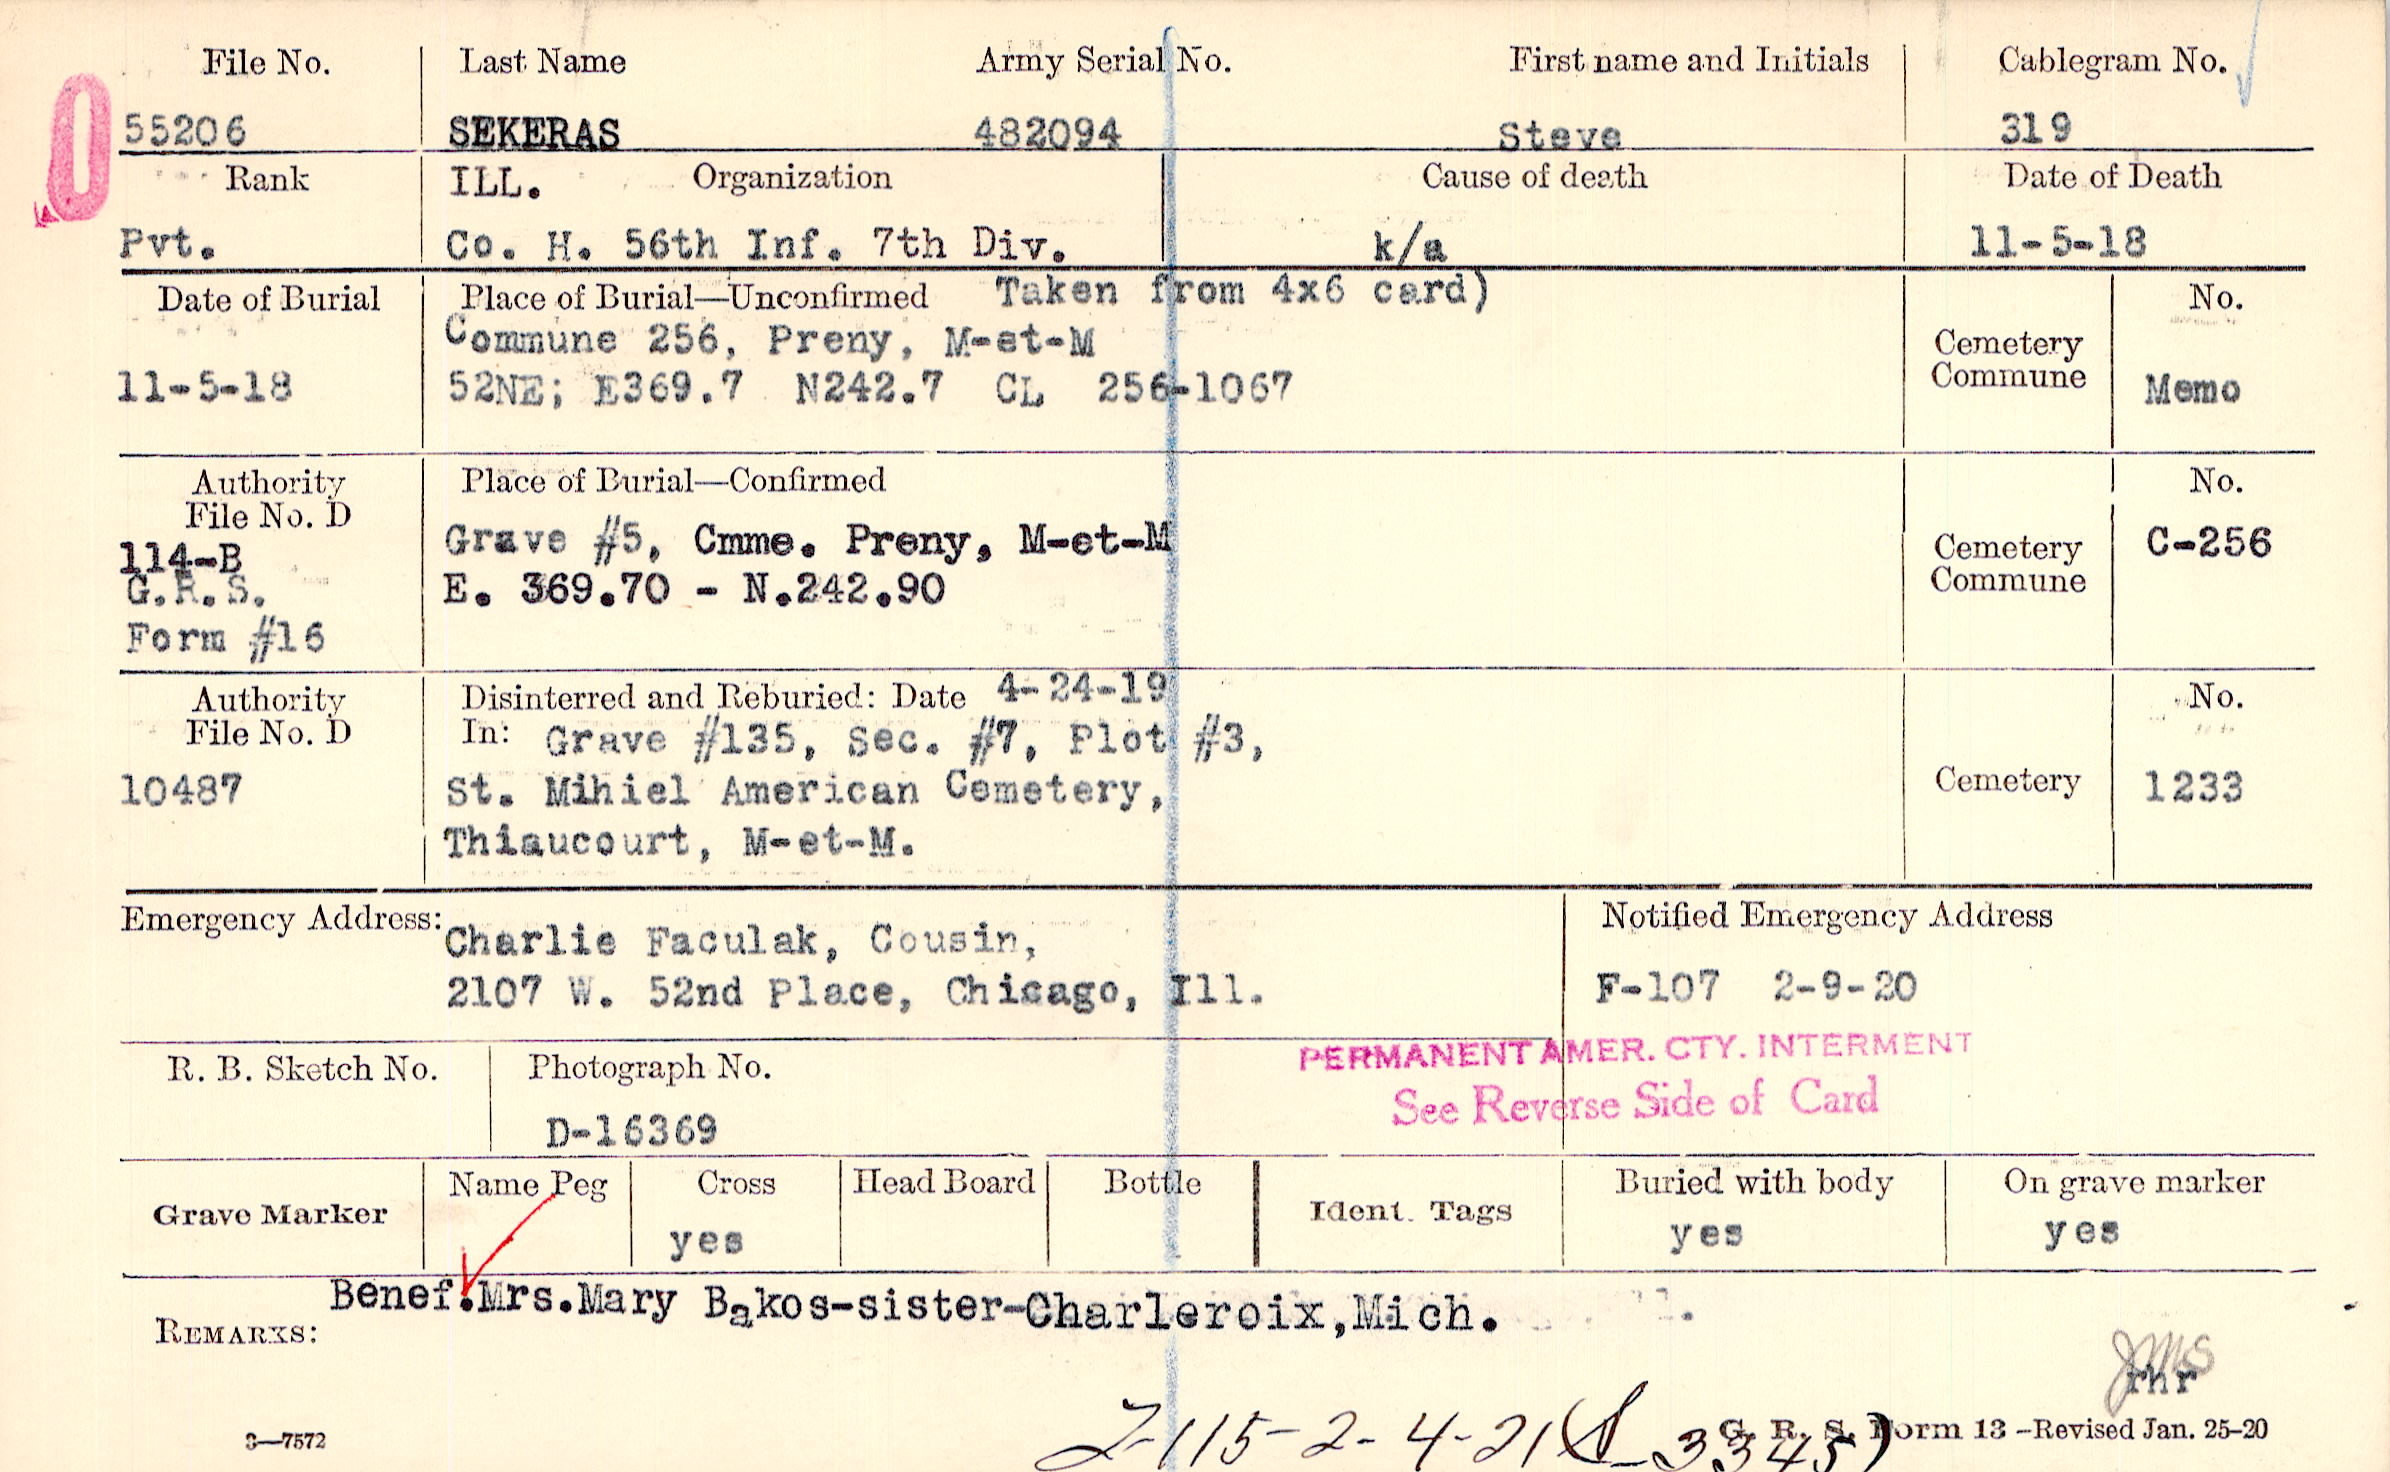 File No. Last Name Army Serial No. First name and Initials Cablegram No.
55206 SEKERAS 482094 Steve 319
Rank ILL. Organization Cause of death Date of Death
Pvt. Co. H. 56th Inf. 7th Div. k/a 11-5-18
Date of Burial Place of Burial—Unconfirmed Taken from 4x6 card) No.
Commune 256, Preny, M-et-M Cemetery
11-5-18 52NE; E369.7 N242.7 CL 256-1067 Commune Memo
Authority Place of Burial—Confirmed No.
File No. D
114-B Grave #5, Cmme. Preny, M-et-M Cemetery C-256
G.R.S. E. 369.70 - N.242.90 Commune
Form #16
Authority Disinterred and Reburied: Date 4-24-19 No.
File No. D In: Grave #135, Sec. #7, Plot #3,
10487 St. Mihiel American Cemetery, Cemetery 1233
Thiaucourt, M-et-M.
Emergency Address: Charlie Faculak, Cousin, Notified Emergency Address
2107 W. 52nd Place, Chicago, Ill. F-107 2-9-20
PERMANENT AMER. CTY. INTERMENT
R. B. Sketch No. Photograph No. See Reverse Side of Card
D-16369
Grave Marker Name Peg Cross Head Board Bottle Ident. Tags Buried with body On grave marker
yes yes yes
Benef.Mrs.Mary Bakos-sister-Charleroix,Mich.
REMARKS:
JMS
rhr
3—7572 Z-115-2-4-21(S-3345) G. R. S. Form 13 -Revised Jan. 25-20